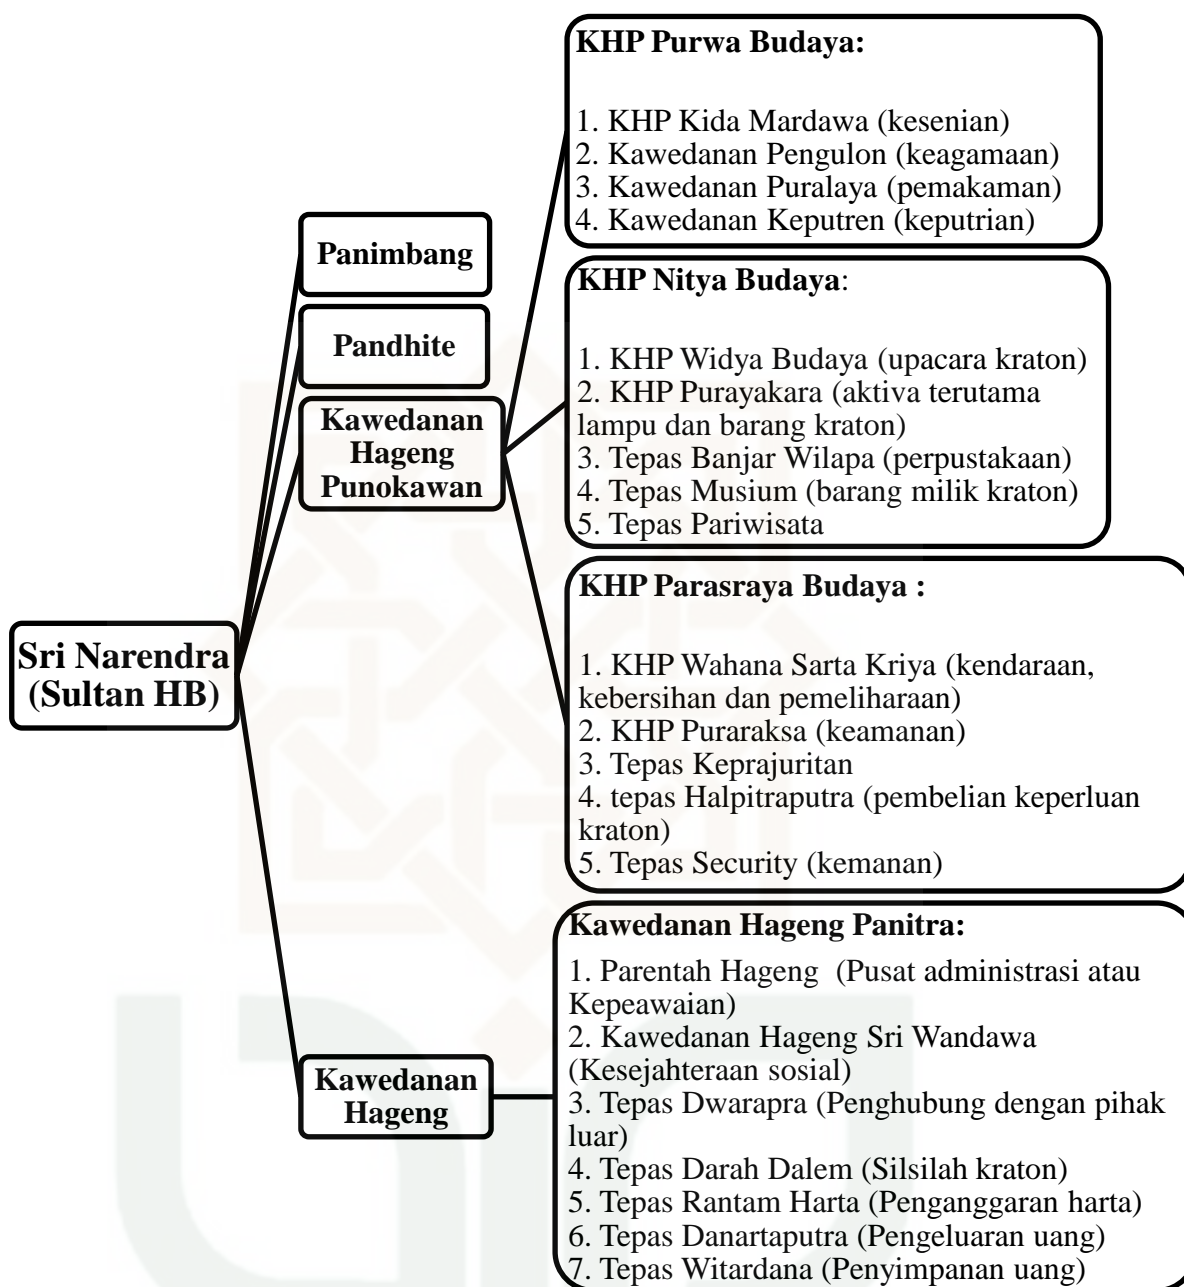 Sri Narendra
(Sultan HB)
Panimbang
Pandhite
Kawedanan
Hageng
Punokawan
KHP Purwa Budaya:
1. KHP Kida Mardawa (kesenian)
2. Kawedanan Pengulon (keagamaan)
3. Kawedanan Puralaya (pemakaman)
4. Kawedanan Keputren (keputrian)
KHP Nitya Budaya:
1. KHP Widya Budaya (upacara kraton)
2. KHP Purayakara (aktiva terutama
lampu dan barang kraton)
3. Tepas Banjar Wilapa (perpustakaan)
4. Tepas Musium (barang milik kraton)
5. Tepas Pariwisata
KHP Parasraya Budaya :
1. KHP Wahana Sarta Kriya (kendaraan,
kebersihan dan pemeliharaan)
2. KHP Puraraksa (keamanan)
3. Tepas Keprajuritan
4. tepas Halpitraputra (pembelian keperluan
kraton)
5. Tepas Security (kemanan)
Kawedanan
Hageng
Kawedanan Hageng Panitra:
1. Parentah Hageng  (Pusat administrasi atau
Kepeawaian)
2. Kawedanan Hageng Sri Wandawa
(Kesejahteraan sosial)
3. Tepas Dwarapra (Penghubung dengan pihak
luar)
4. Tepas Darah Dalem (Silsilah kraton)
5. Tepas Rantam Harta (Penganggaran harta)
6. Tepas Danartaputra (Pengeluaran uang)
7. Tepas Witardana (Penyimpanan uang)